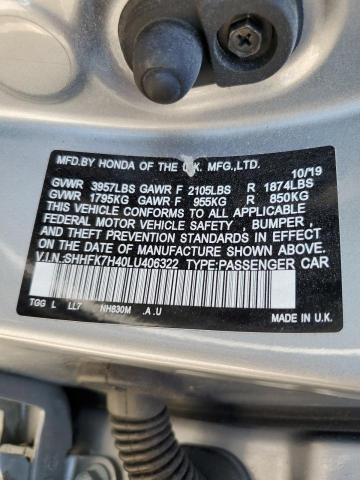 MFD.BY HONDA OF THE U.K. MFG.,LTD. 10/19
GVWR 3957LBS GAWR F 2105LBS R 1874LBS
GVWR 1795KG GAWR F 955KG R 850KG
THIS VEHICLE CONFORMS TO ALL APPLICABLE
FEDERAL MOTOR VEHICLE SAFETY , BUMPER ,
AND THEFT PREVENTION STANDARDS IN EFFECT
ON THE DATE OF MANUFACTURE SHOWN ABOVE.
V.I.N.:SHHFK7H40LU406322 TYPE:PASSENGER CAR
TGG L LL7 NH830M .A .U MADE IN U.K.